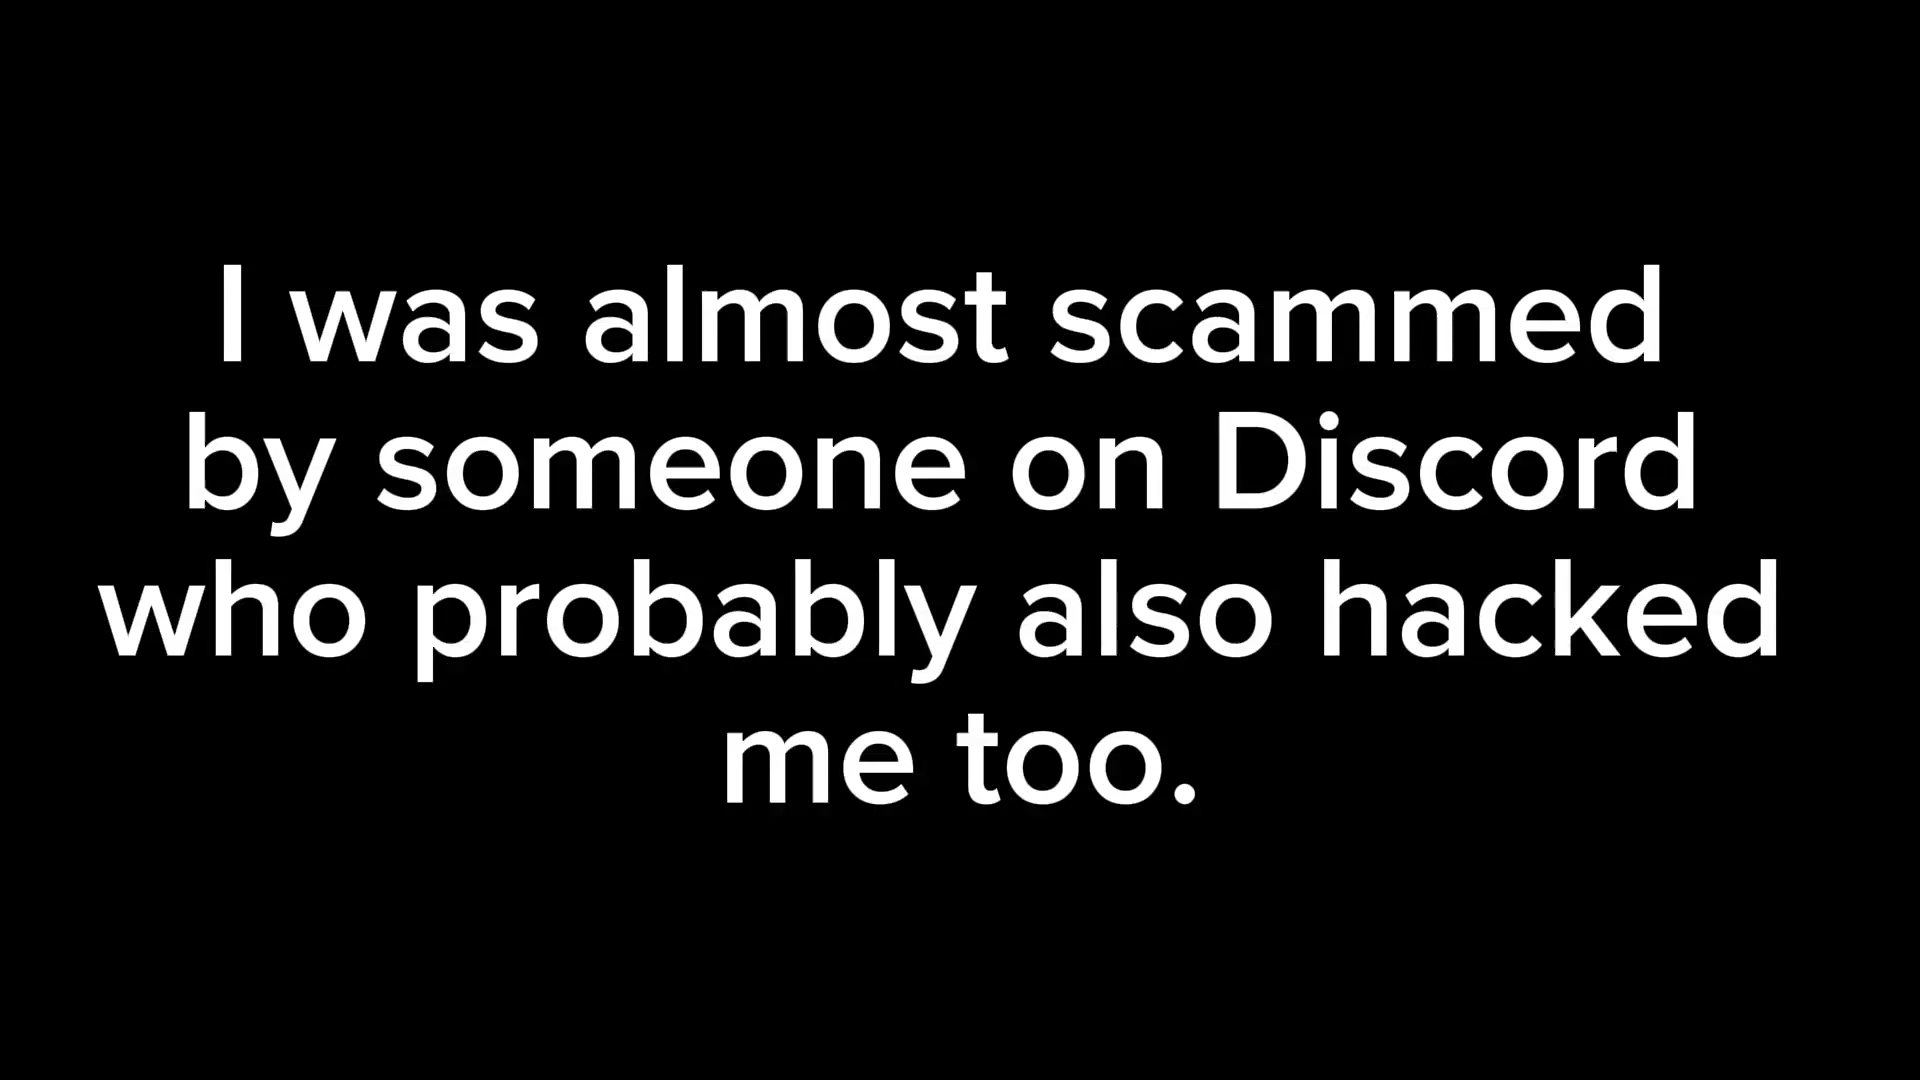 I was almost scammed
by someone on Discord
who probably also hacked
me too.